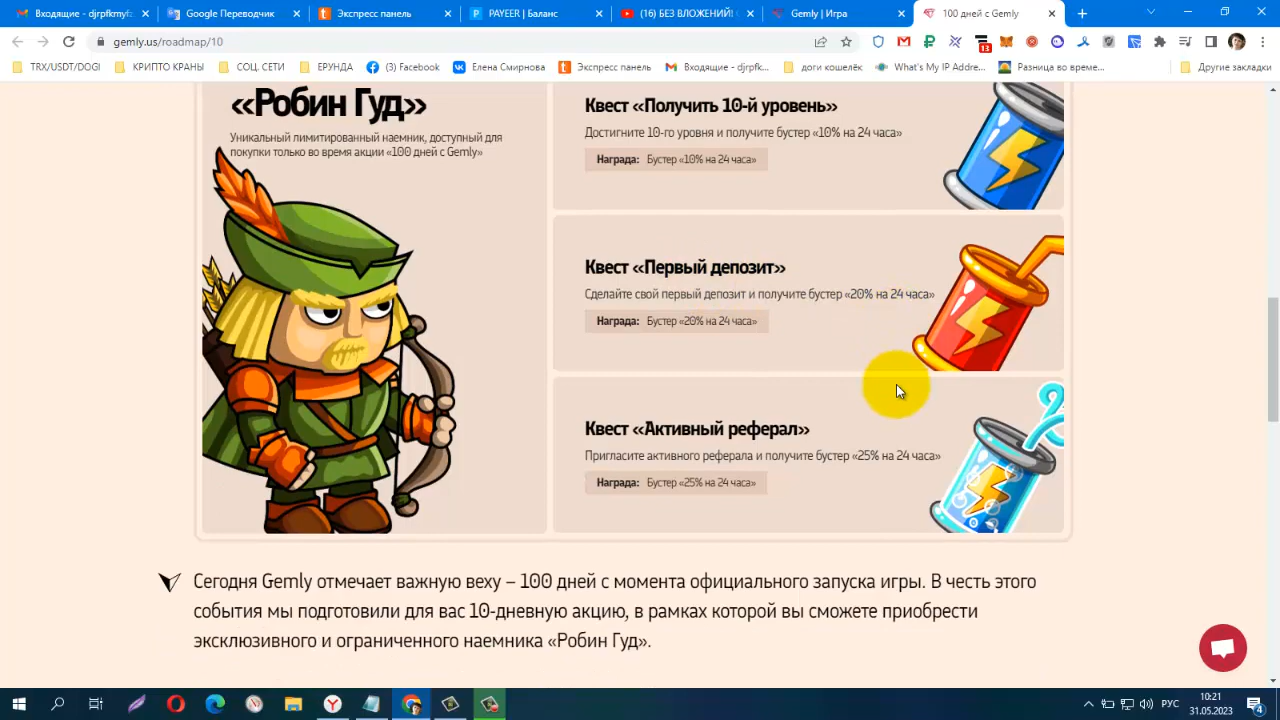 Входящие - djrpfkmyfa
Google Переводчик
Экспресс панель
PAYEER | Баланс
(16) БЕЗ ВЛОЖЕНИЙ!
Gemly | Игра
100 дней с Gemly
gemly.us/roadmap/10
13
TRX/USDT/DOGI
КРИПТО КРАНЫ
СОЦ. СЕТИ
ЕРУНДА
(3) Facebook
Елена Смирнова
Экспресс панель
Входящие - djrpfk...
доги кошелёк
What's My IP Addre...
Разница во време...
Другие закладки
«Робин Гуд»
Уникальный лимитированный наемник, доступный для
покупки только во время акции «100 дней с Gemly»
Квест «Получить 10-й уровень»
Достигните 10-го уровня и получите бустер «10% на 24 часа»
Награда: Бустер «10% на 24 часа»
Квест «Первый депозит»
Сделайте свой первый депозит и получите бустер «20% на 24 часа»
Награда: Бустер «20% на 24 часа»
Квест «Активный реферал»
Пригласите активного реферала и получите бустер «25% на 24 часа»
Награда: Бустер «25% на 24 часа»
Сегодня Gemly отмечает важную веху – 100 дней с момента официального запуска игры. В честь этого
события мы подготовили для вас 10-дневную акцию, в рамках которой вы сможете приобрести
эксклюзивного и ограниченного наемника «Робин Гуд».
РУС
10:21
31.05.2023
4